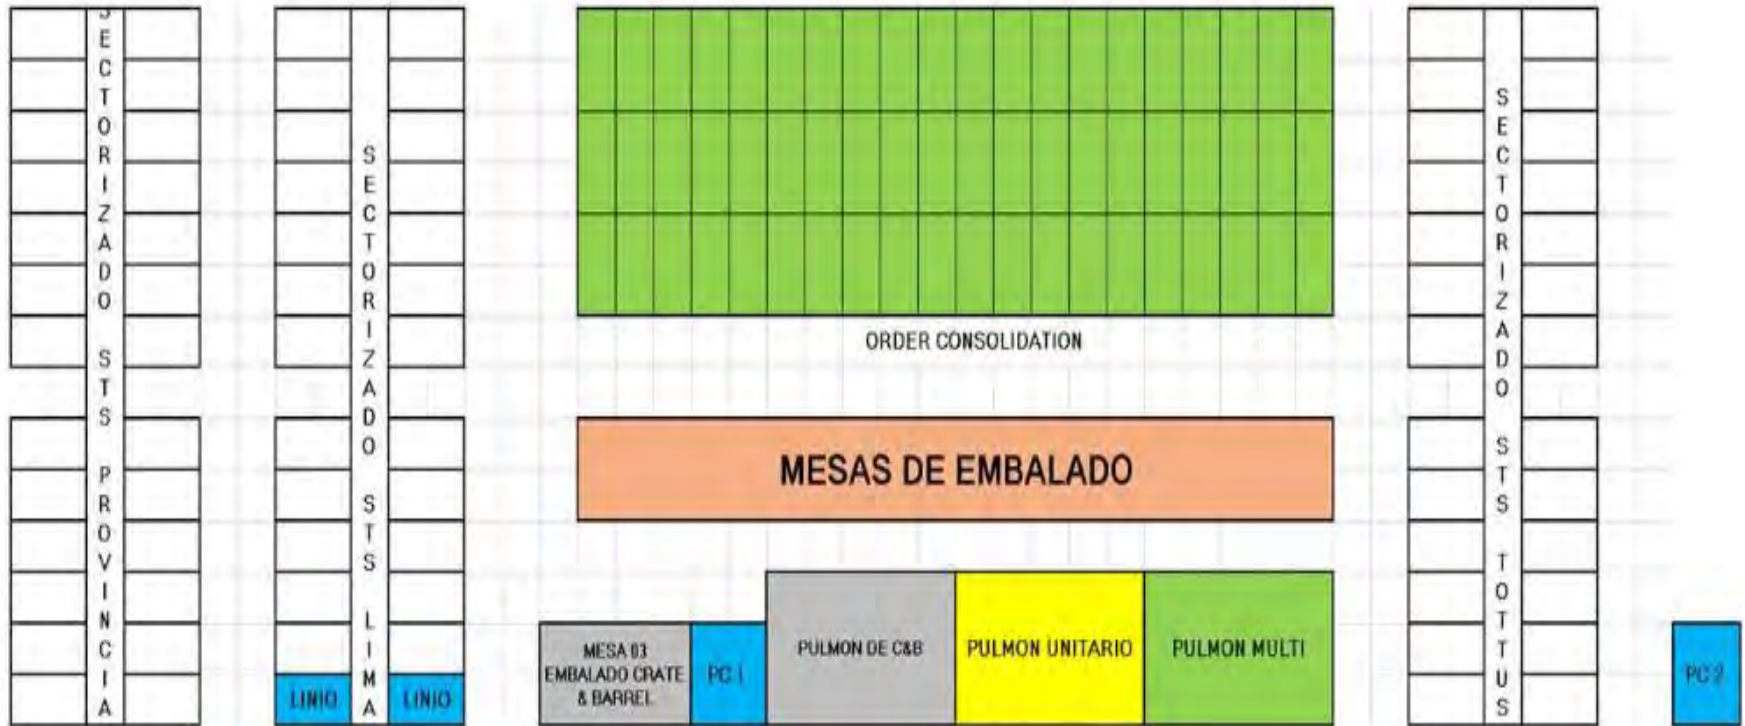 SECTORIZADO STS PROVINCIA
SECTORIZADO STS LIMA
LINIO
LINIO
ORDER CONSOLIDATION
MESAS DE EMBALADO
MESA 03
EMBALADO CRATE
& BARREL
PC 1
PULMON DE C&B
PULMON UNITARIO
PULMON MULTI
SECTORIZADO STS TOTTUS
PC 2